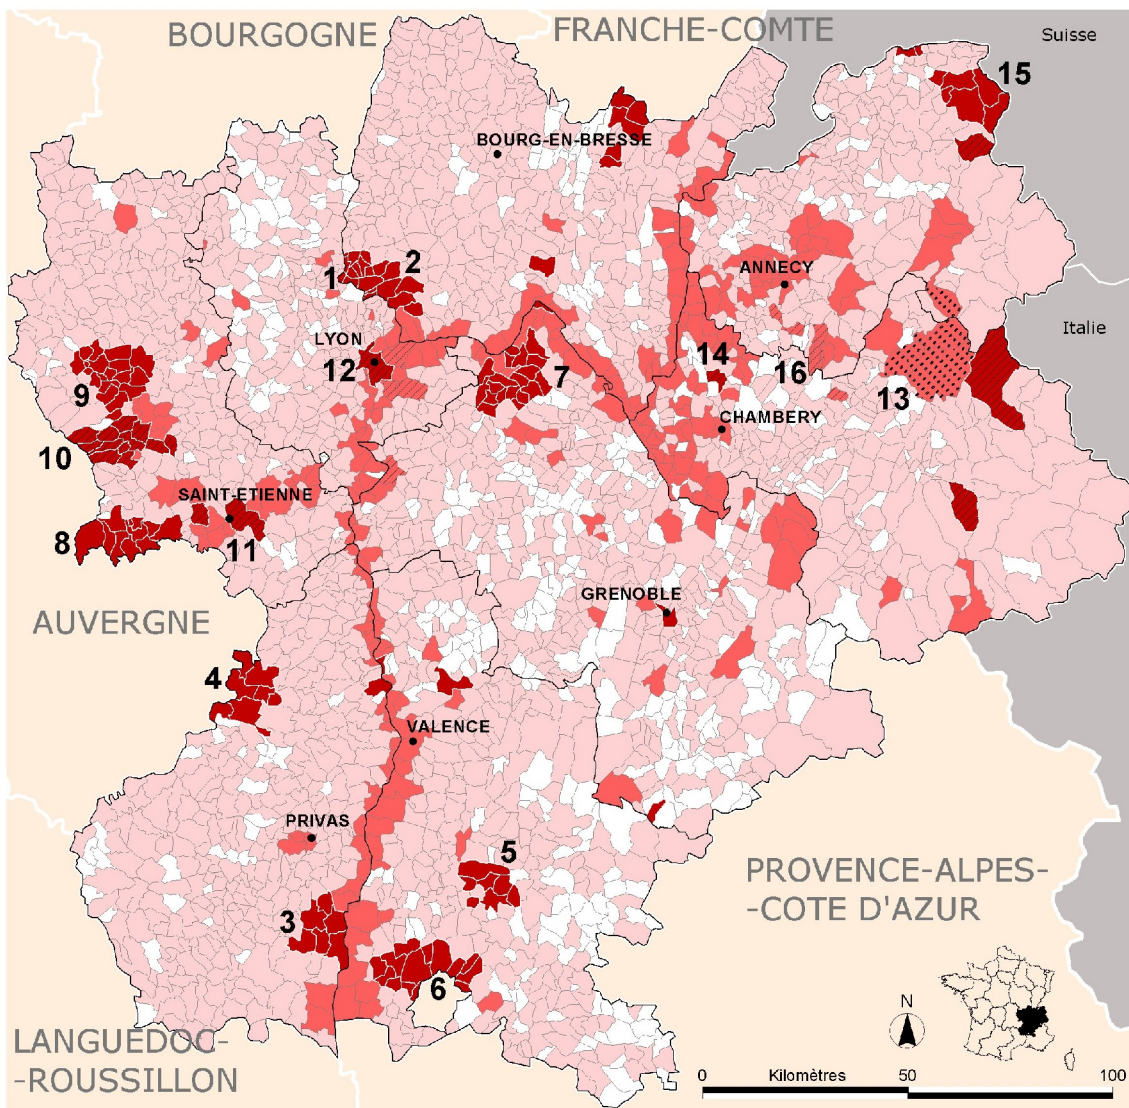 BOURGOGNE
FRANCHE-COMTE
Suisse
15
BOURG-EN-BRESSE
1
2
ANNECY
Italie
LYON
12
9
7
14
16
13
CHAMBERY
10
SAINT-ETIENNE
8
11
GRENOBLE
AUVERGNE
4
VALENCE
PRIVAS
5
PROVENCE-ALPES-
-COTE D'AZUR
3
6
N
LANGUEDOC-
-ROUSSILLON
0
Kilomètres
50
100